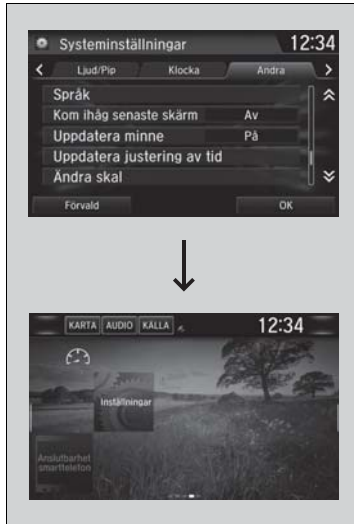 Systeminställningar
12:34
Ljud/Pip
Klocka
Andra
Språk
Kom ihåg senaste skärm Av
Uppdatera minne På
Uppdatera justering av tid
Ändra skal
Förvald
OK
KARTA
AUDIO
KÄLLA
12:34
Inställningar
Anslutbarhet
smarttelefon